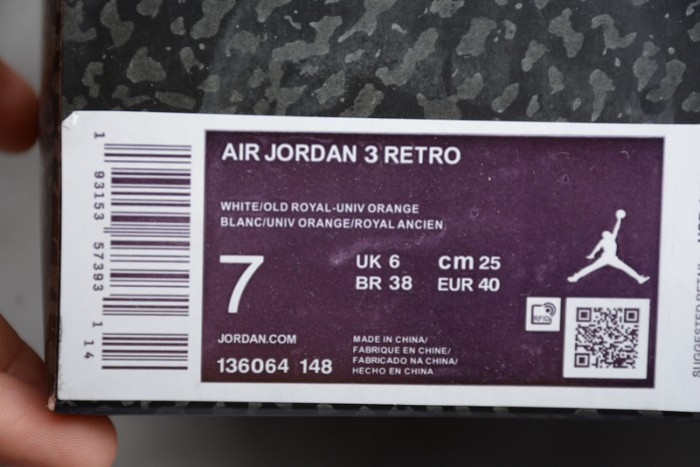 AIR JORDAN 3 RETRO
WHITE/OLD ROYAL-UNIV ORANGE
BLANC/UNIV ORANGE/ROYAL ANCIEN
7
UK 6 cm 25
BR 38 EUR 40
RFID
JORDAN.COM
136064 148
MADE IN CHINA/
FABRIQUE EN CHINE/
FABRICADO NA CHINA/
HECHO EN CHINA
1 93153 57393 1 14